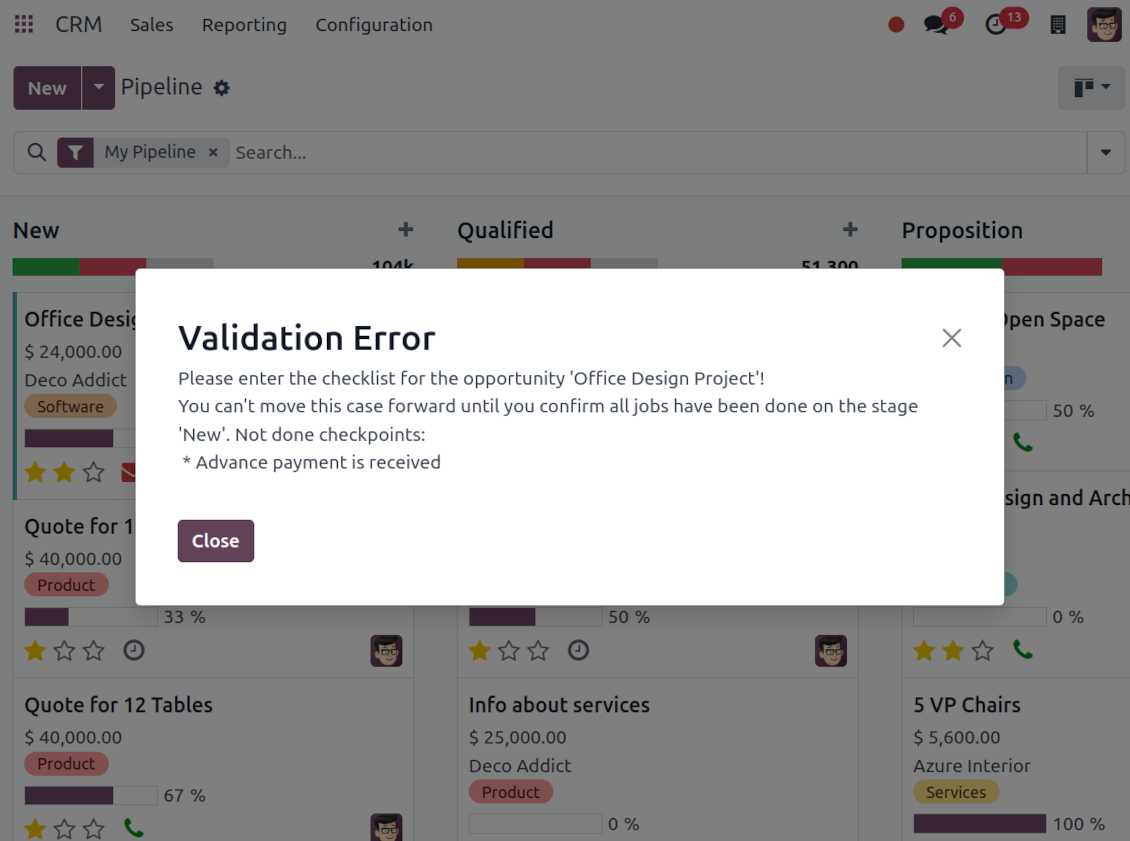 CRM Sales Reporting Configuration 6 13
New Pipeline
My Pipeline × Search...
New + Qualified + Proposition
104k 51,300
Validation Error
Please enter the checklist for the opportunity 'Office Design Project'!
You can't move this case forward until you confirm all jobs have been done on the stage
'New'. Not done checkpoints:
* Advance payment is received
Close
Office Desig
$ 24,000.00
Deco Addict
Software
Quote for 1
$ 40,000.00
Product
33 %
Quote for 12 Tables
$ 40,000.00
Product
67 %
50 %
Info about services
$ 25,000.00
Deco Addict
Product
0 %
Open Space
n
50 %
sign and Arch
0 %
5 VP Chairs
$ 5,600.00
Azure Interior
Services
100 %